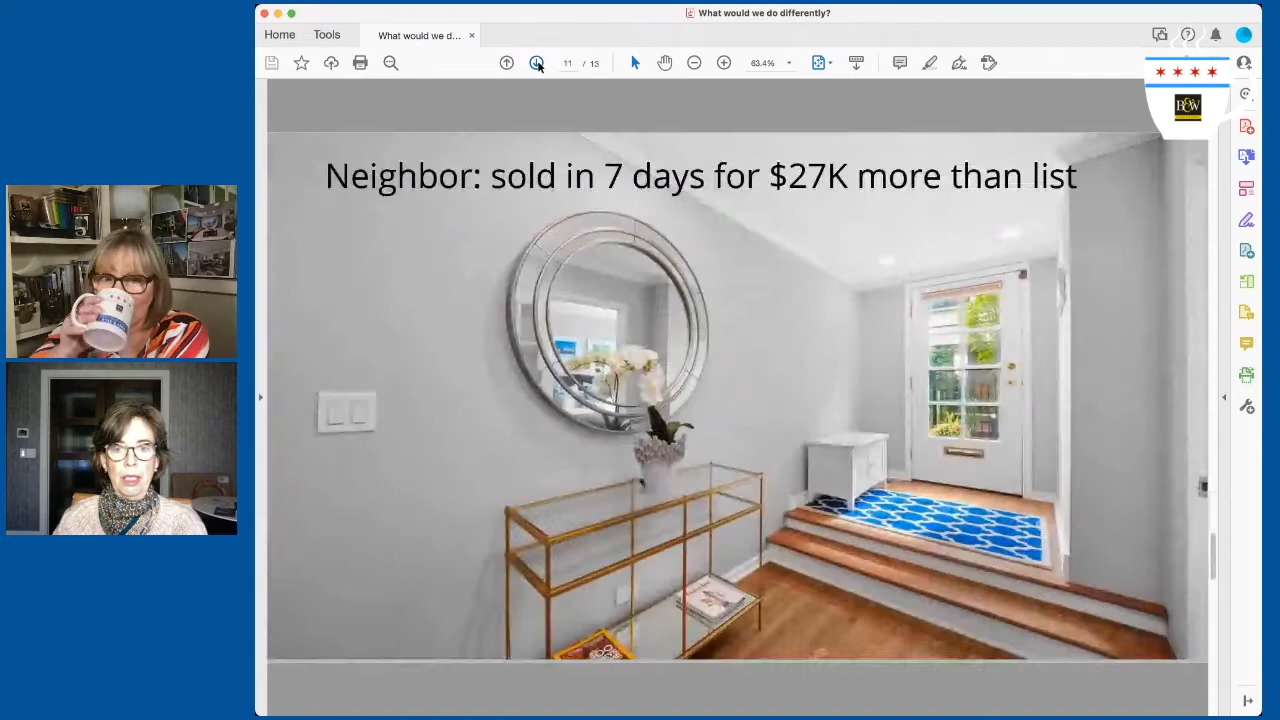 What would we do differently?
Home
Tools
What would we d...
×
11 / 13
63.4%
B&W
Neighbor: sold in 7 days for $27K more than list